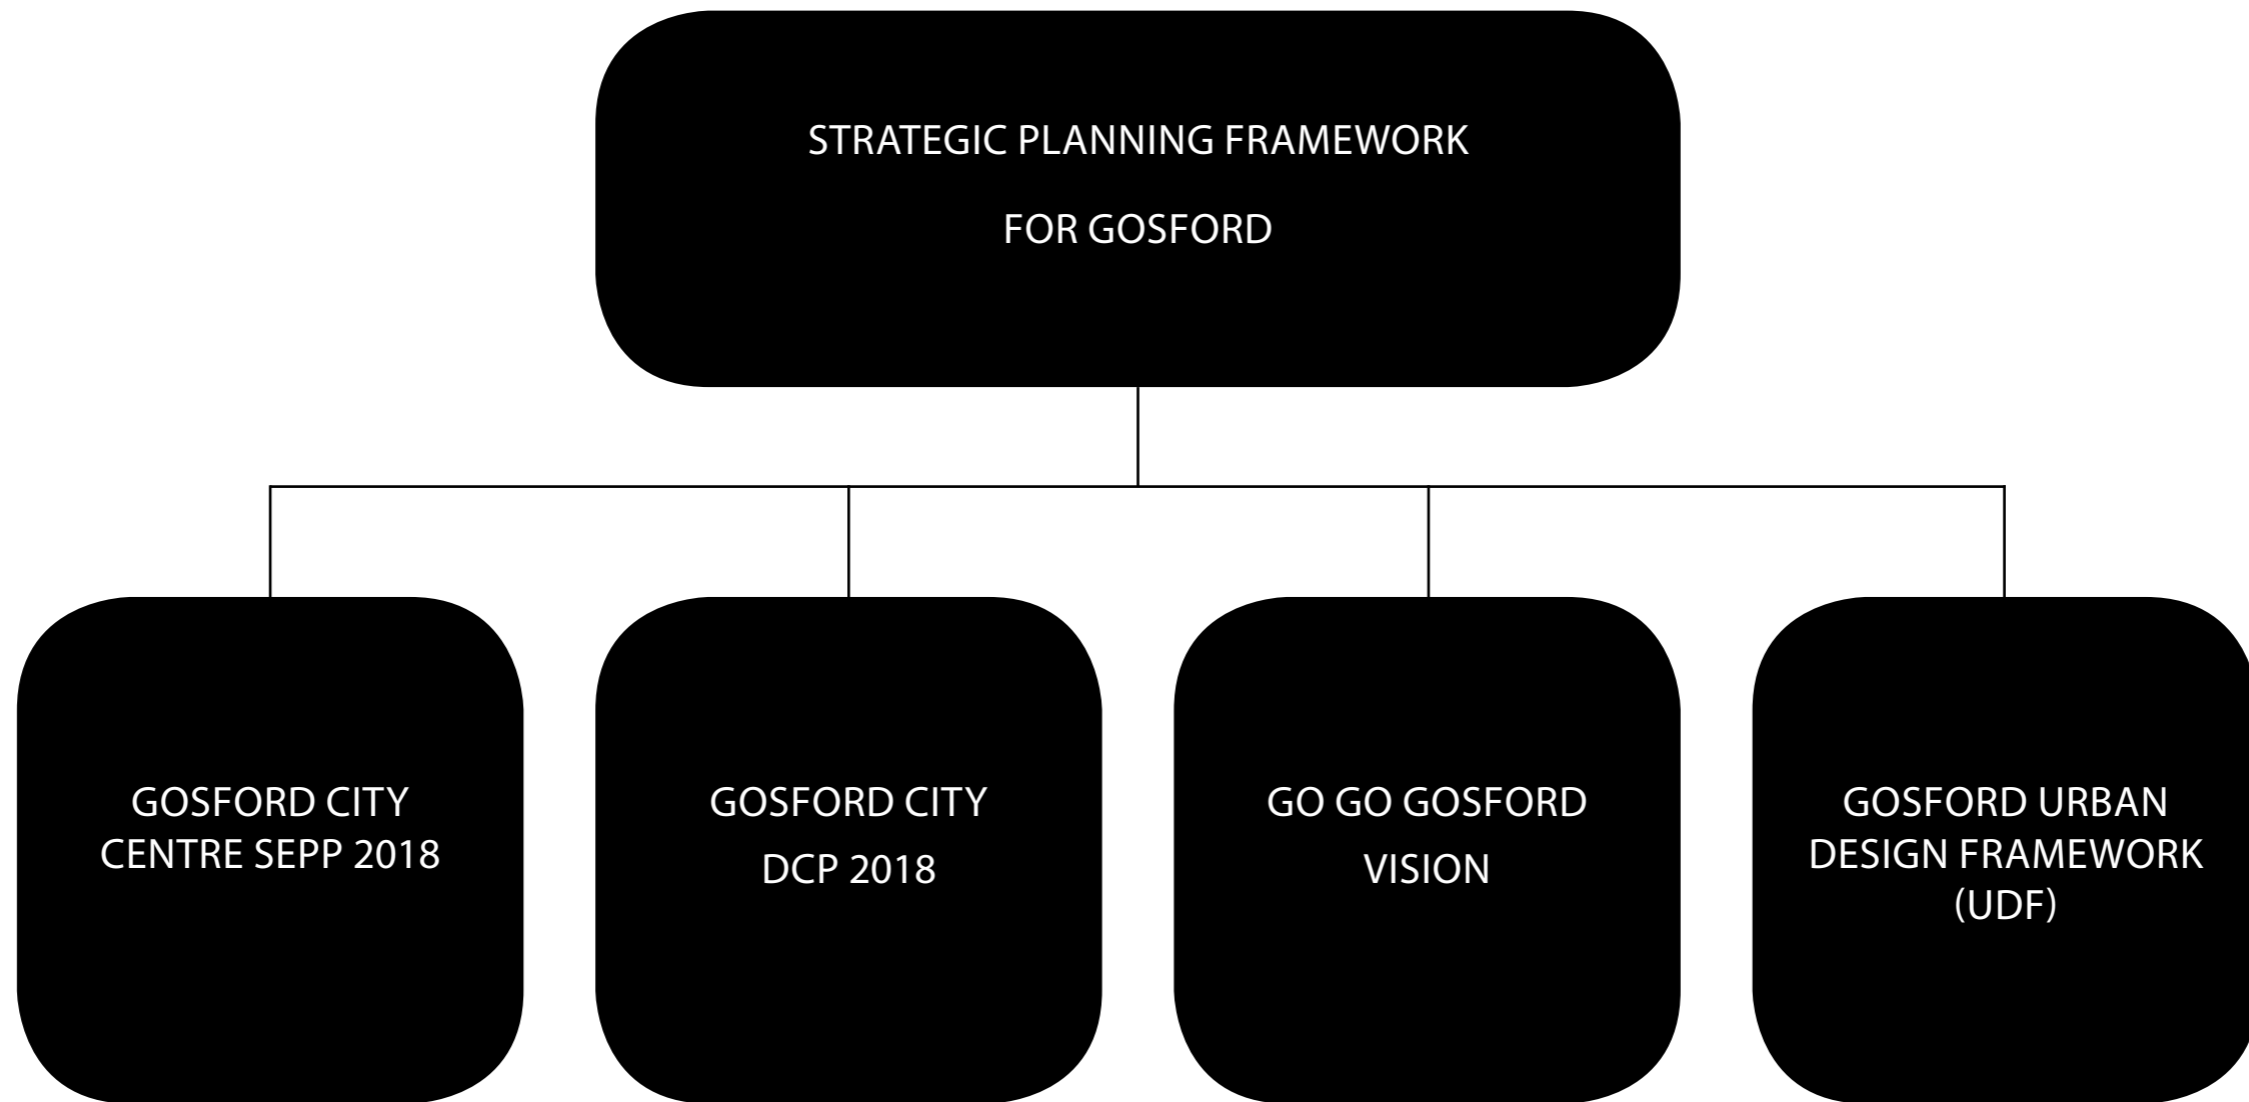 STRATEGIC PLANNING FRAMEWORK
FOR GOSFORD
GOSFORD CITY
CENTRE SEPP 2018
GOSFORD CITY
DCP 2018
GO GO GOSFORD
VISION
GOSFORD URBAN
DESIGN FRAMEWORK
(UDF)